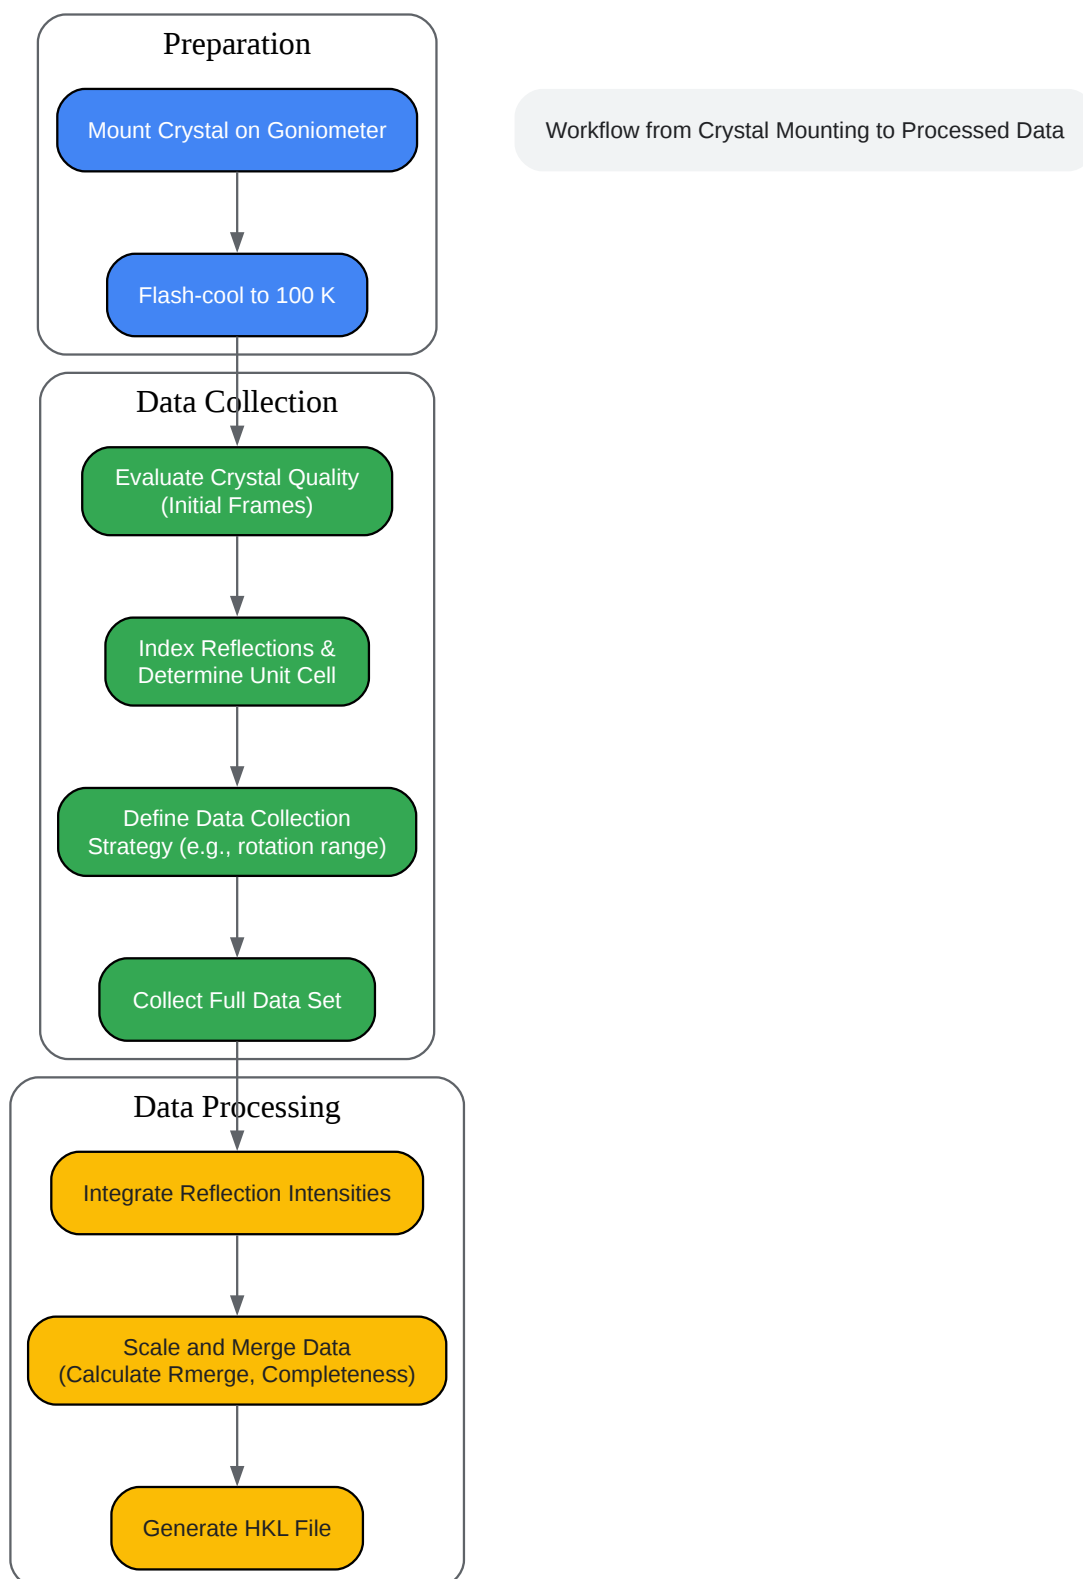 Preparation
Mount Crystal on Goniometer
Workflow from Crystal Mounting to Processed Data
Flash-cool to 100 K
Data Collection
Evaluate Crystal Quality
(Initial Frames)
Index Reflections &
Determine Unit Cell
Define Data Collection
Strategy (e.g., rotation range)
Collect Full Data Set
Data Processing
Integrate Reflection Intensities
Scale and Merge Data
(Calculate Rmerge, Completeness)
Generate HKL File